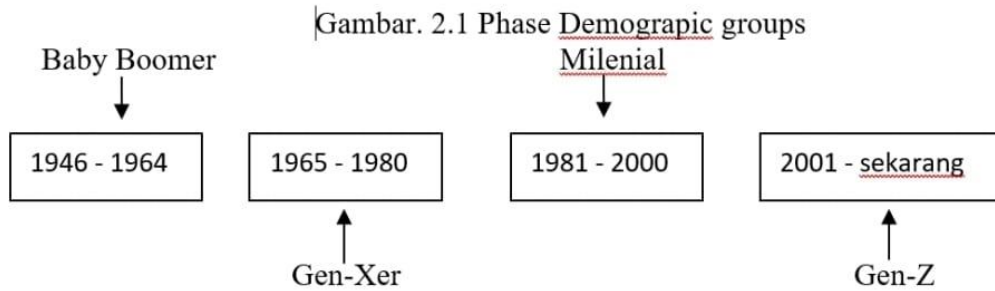 Gambar. 2.1 Phase Demograpic groups
Baby Boomer
Milenial
1946 - 1964
1965 - 1980
1981 - 2000
2001 - sekarang
Gen-Xer
Gen-Z